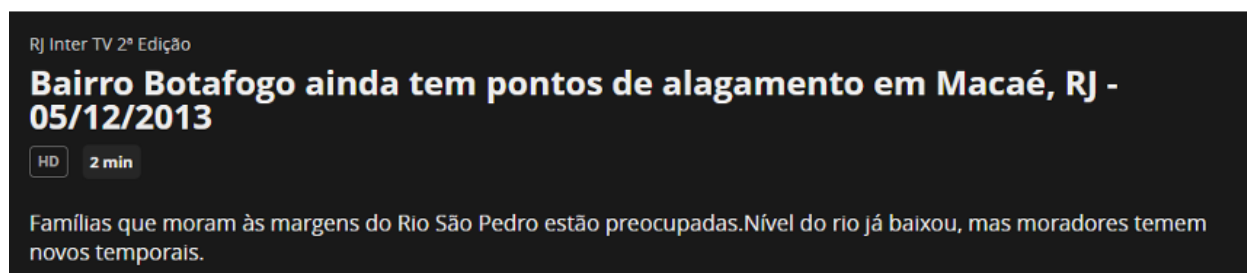 RJ Inter TV 2ª Edição
Bairro Botafogo ainda tem pontos de alagamento em Macaé, RJ -
05/12/2013
HD 2 min
Famílias que moram às margens do Rio São Pedro estão preocupadas.Nível do rio já baixou, mas moradores temem
novos temporais.